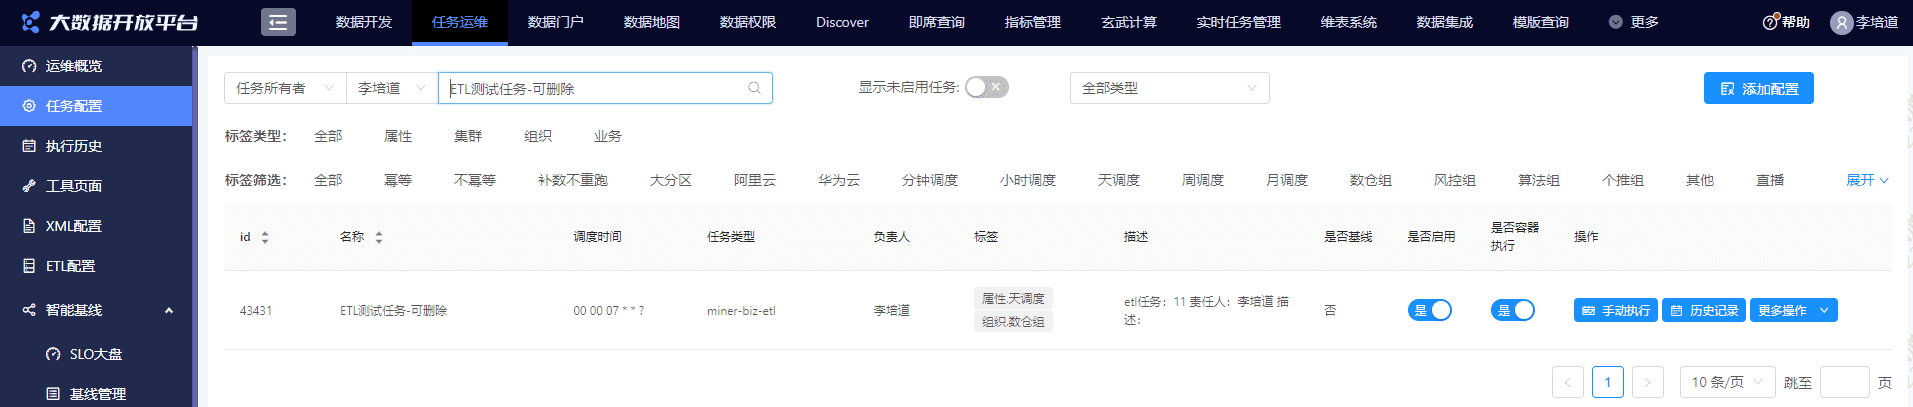 大数据开放平台 数据开发 任务运维 数据门户 数据地图 数据权限 Discover 即席查询 指标管理 玄武计算 实时任务管理 维表系统 数据集成 模版查询 更多 帮助 李培道
运维概览
任务配置
执行历史
工具页面
XML配置
ETL配置
智能基线
SLO大盘
基线管理
任务所有者 李培道 ETL测试任务-可删除 显示未启用任务: 全部类型 添加配置
标签类型： 全部 属性 集群 组织 业务
标签筛选： 全部 幂等 不幂等 补数不重跑 大分区 阿里云 华为云 分钟调度 小时调度 天调度 周调度 月调度 数仓组 风控组 算法组 个推组 其他 直播 展开
id 名称 调度时间 任务类型 负责人 标签 描述 是否基线 是否启用 是否容器
执行 操作
43431 ETL测试任务-可删除 00 00 07 * * ? miner-biz-etl 李培道 属性.天调度
组织.数仓组 etl任务：11 责任人：李培道 描
述： 否 是 是 手动执行 历史记录 更多操作
1 10 条/页 跳至 页